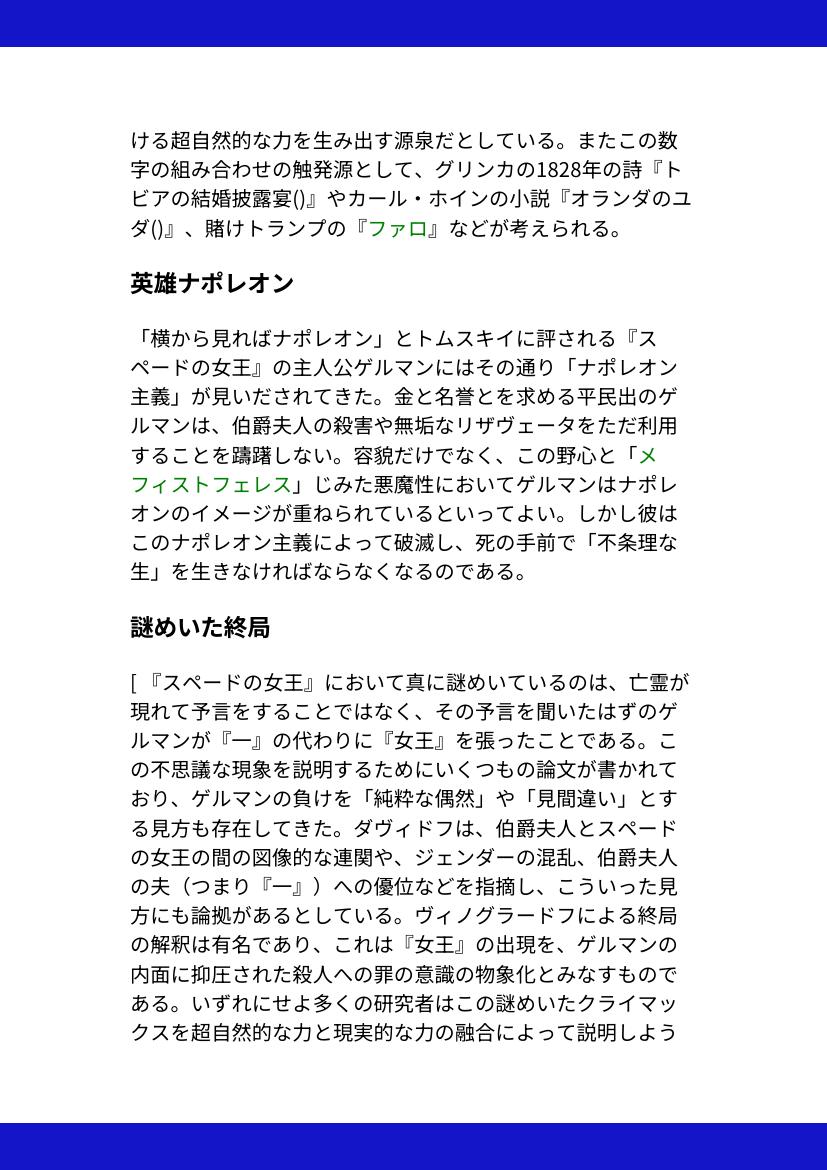 ける超自然的な力を生み出す源泉だとしている。またこの数
字の組み合わせの触発源として、グリンカの1828年の詩『ト
ビアの結婚披露宴()』やカール・ホインの小説『オランダのユ
ダ()』、賭けトランプの『ファロ』などが考えられる。
英雄ナポレオン
「横から見ればナポレオン」とトムスキイに評される『ス
ペードの女王』の主人公ゲルマンにはその通り「ナポレオン
主義」が見いだされてきた。金と名誉とを求める平民出のゲ
ルマンは、伯爵夫人の殺害や無垢なリザヴェータをただ利用
することを躊躇しない。容貌だけでなく、この野心と「メ
フィストフェレス」じみた悪魔性においてゲルマンはナポレ
オンのイメージが重ねられているといってよい。しかし彼は
このナポレオン主義によって破滅し、死の手前で「不条理な
生」を生きなければならなくなるのである。
謎めいた終局
[ 『スペードの女王』において真に謎めいているのは、亡霊が
現れて予言をすることではなく、その予言を聞いたはずのゲ
ルマンが『一』の代わりに『女王』を張ったことである。こ
の不思議な現象を説明するためにいくつもの論文が書かれて
おり、ゲルマンの負けを「純粋な偶然」や「見間違い」とす
る見方も存在してきた。ダヴィドフは、伯爵夫人とスペード
の女王の間の図像的な連関や、ジェンダーの混乱、伯爵夫人
の夫（つまり『一』）への優位などを指摘し、こういった見
方にも論拠があるとしている。ヴィノグラードフによる終局
の解釈は有名であり、これは『女王』の出現を、ゲルマンの
内面に抑圧された殺人への罪の意識の物象化とみなすもので
ある。いずれにせよ多くの研究者はこの謎めいたクライマッ
クスを超自然的な力と現実的な力の融合によって説明しよう